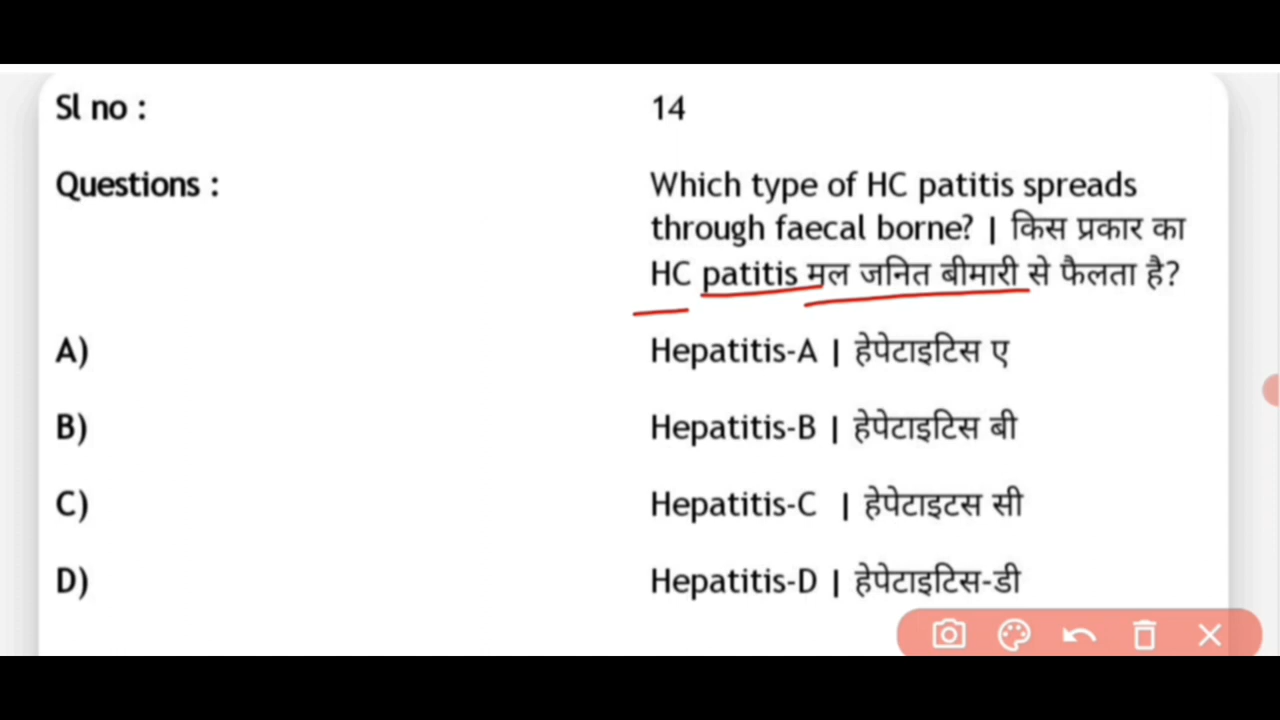 Sl no : 14
Questions : Which type of HC patitis spreads
through faecal borne? | किस प्रकार का
HC patitis मल जनित बीमारी से फैलता है?
A) Hepatitis-A | हेपेटाइटिस ए
B) Hepatitis-B | हेपेटाइटिस बी
C) Hepatitis-C | हेपेटाइटस सी
D) Hepatitis-D | हेपेटाइटिस-डी